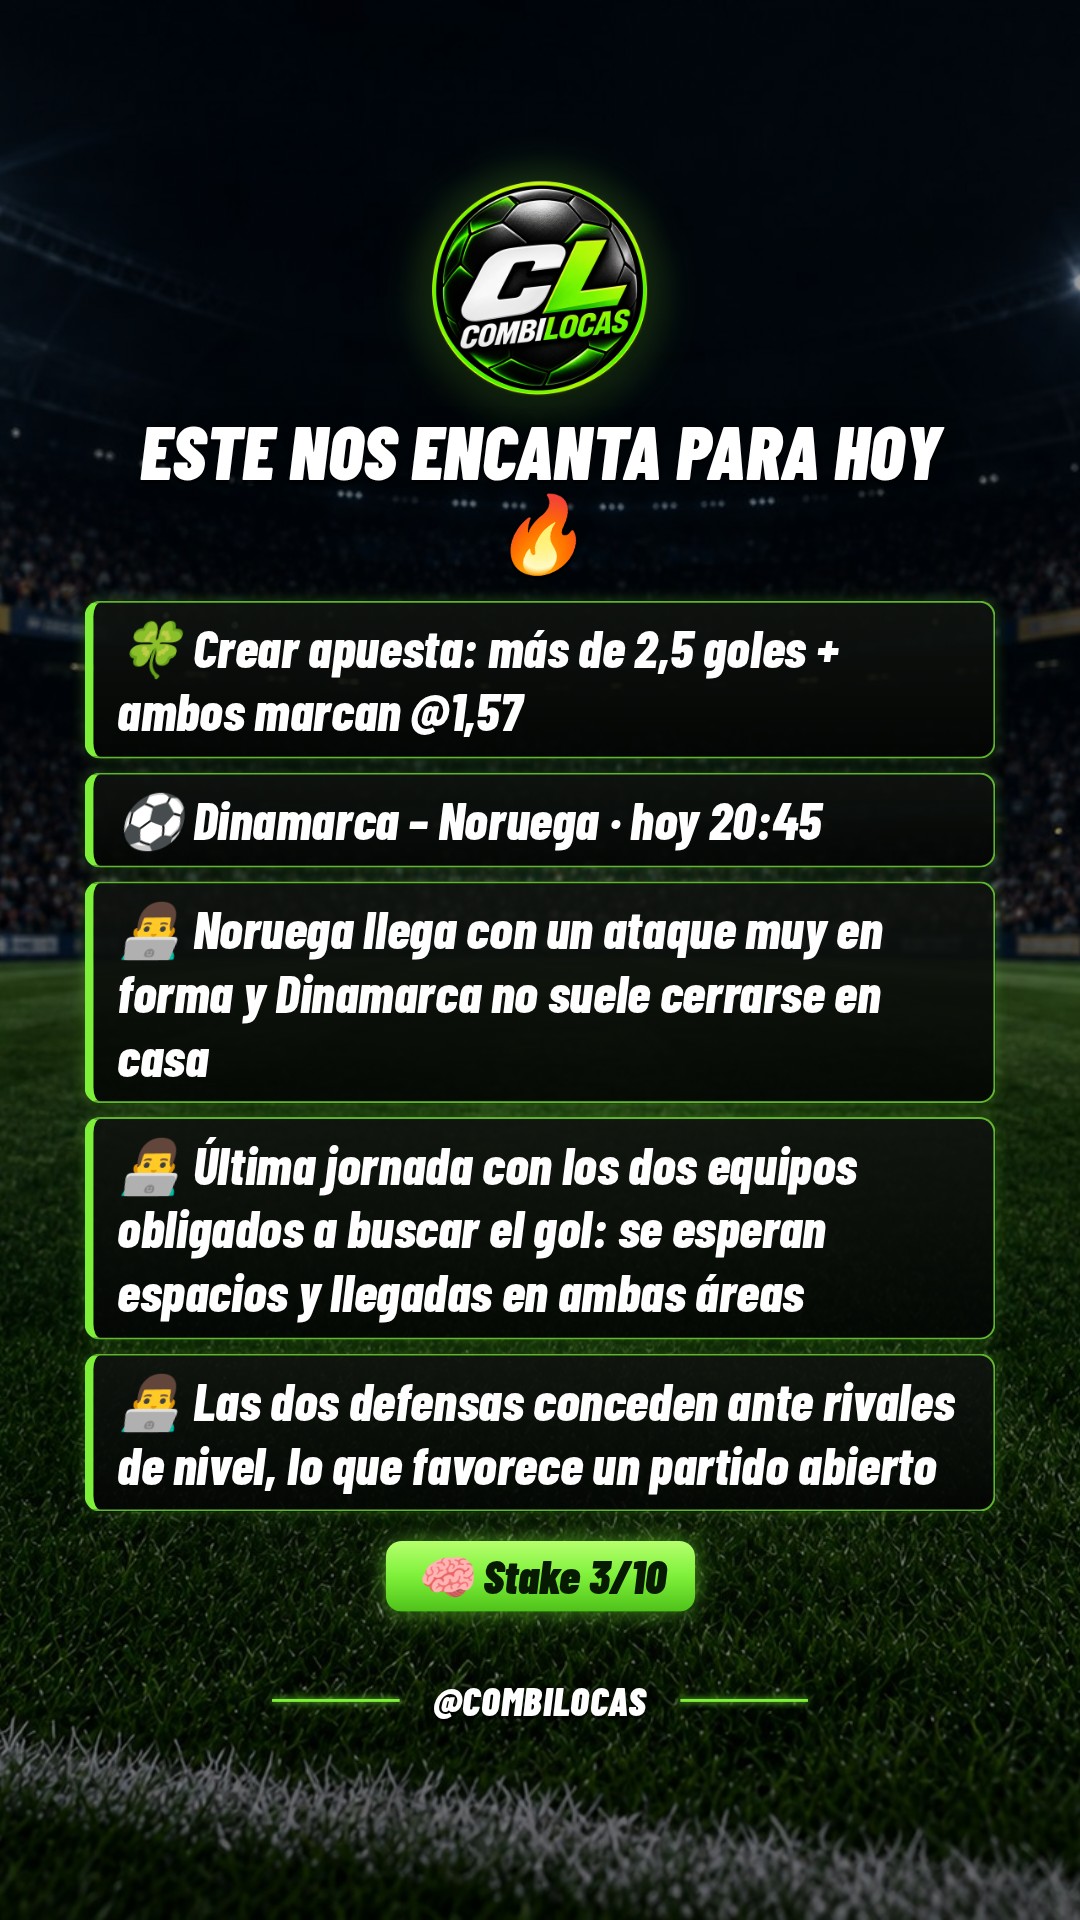 CL
COMBILOCAS
ESTE NOS ENCANTA PARA HOY
🔥
🍀 Crear apuesta: más de 2,5 goles +
ambos marcan @1,57
⚽ Dinamarca – Noruega · hoy 20:45
👨‍💻 Noruega llega con un ataque muy en
forma y Dinamarca no suele cerrarse en
casa
👨‍💻 Última jornada con los dos equipos
obligados a buscar el gol: se esperan
espacios y llegadas en ambas áreas
👨‍💻 Las dos defensas conceden ante rivales
de nivel, lo que favorece un partido abierto
🧠 Stake 3/10
@COMBILOCAS